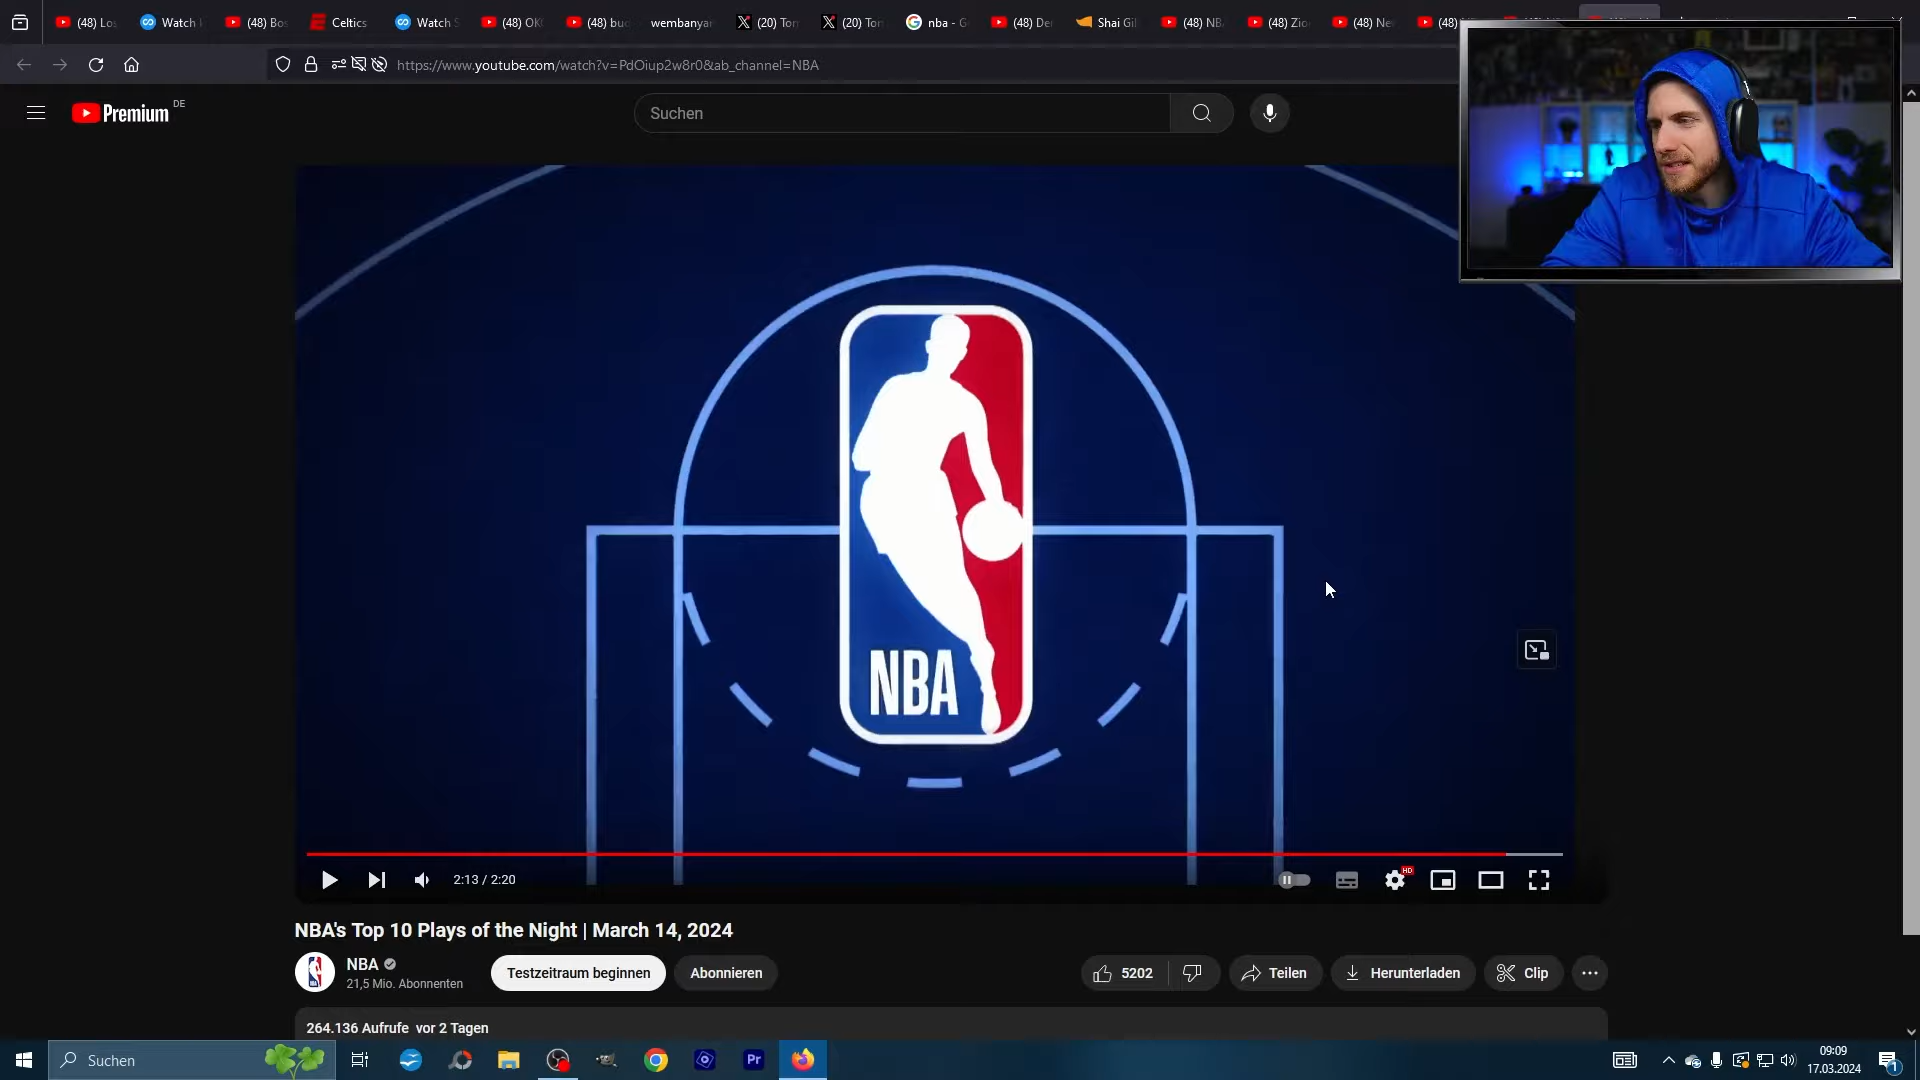 (48) Los
Watch
(48) Bos
Celtics
Watch S
(48) OKC
(48) bu
wembanyar
(20) Tor
(20) Tor
nba - G
(48) De
Shai Gil
(48) NB
(48) Zio
(48) Ne
(48)
https://www.youtube.com/watch?v=PdOiup2w8r0&ab_channel=NBA
Premium DE
Suchen
NBA
2:13 / 2:20
HD
NBA's Top 10 Plays of the Night | March 14, 2024
NBA
21,5 Mio. Abonnenten
Testzeitraum beginnen
Abonnieren
5202
Teilen
Herunterladen
Clip
264.136 Aufrufe vor 2 Tagen
Suchen
Pr
09:09
17.03.2024
1